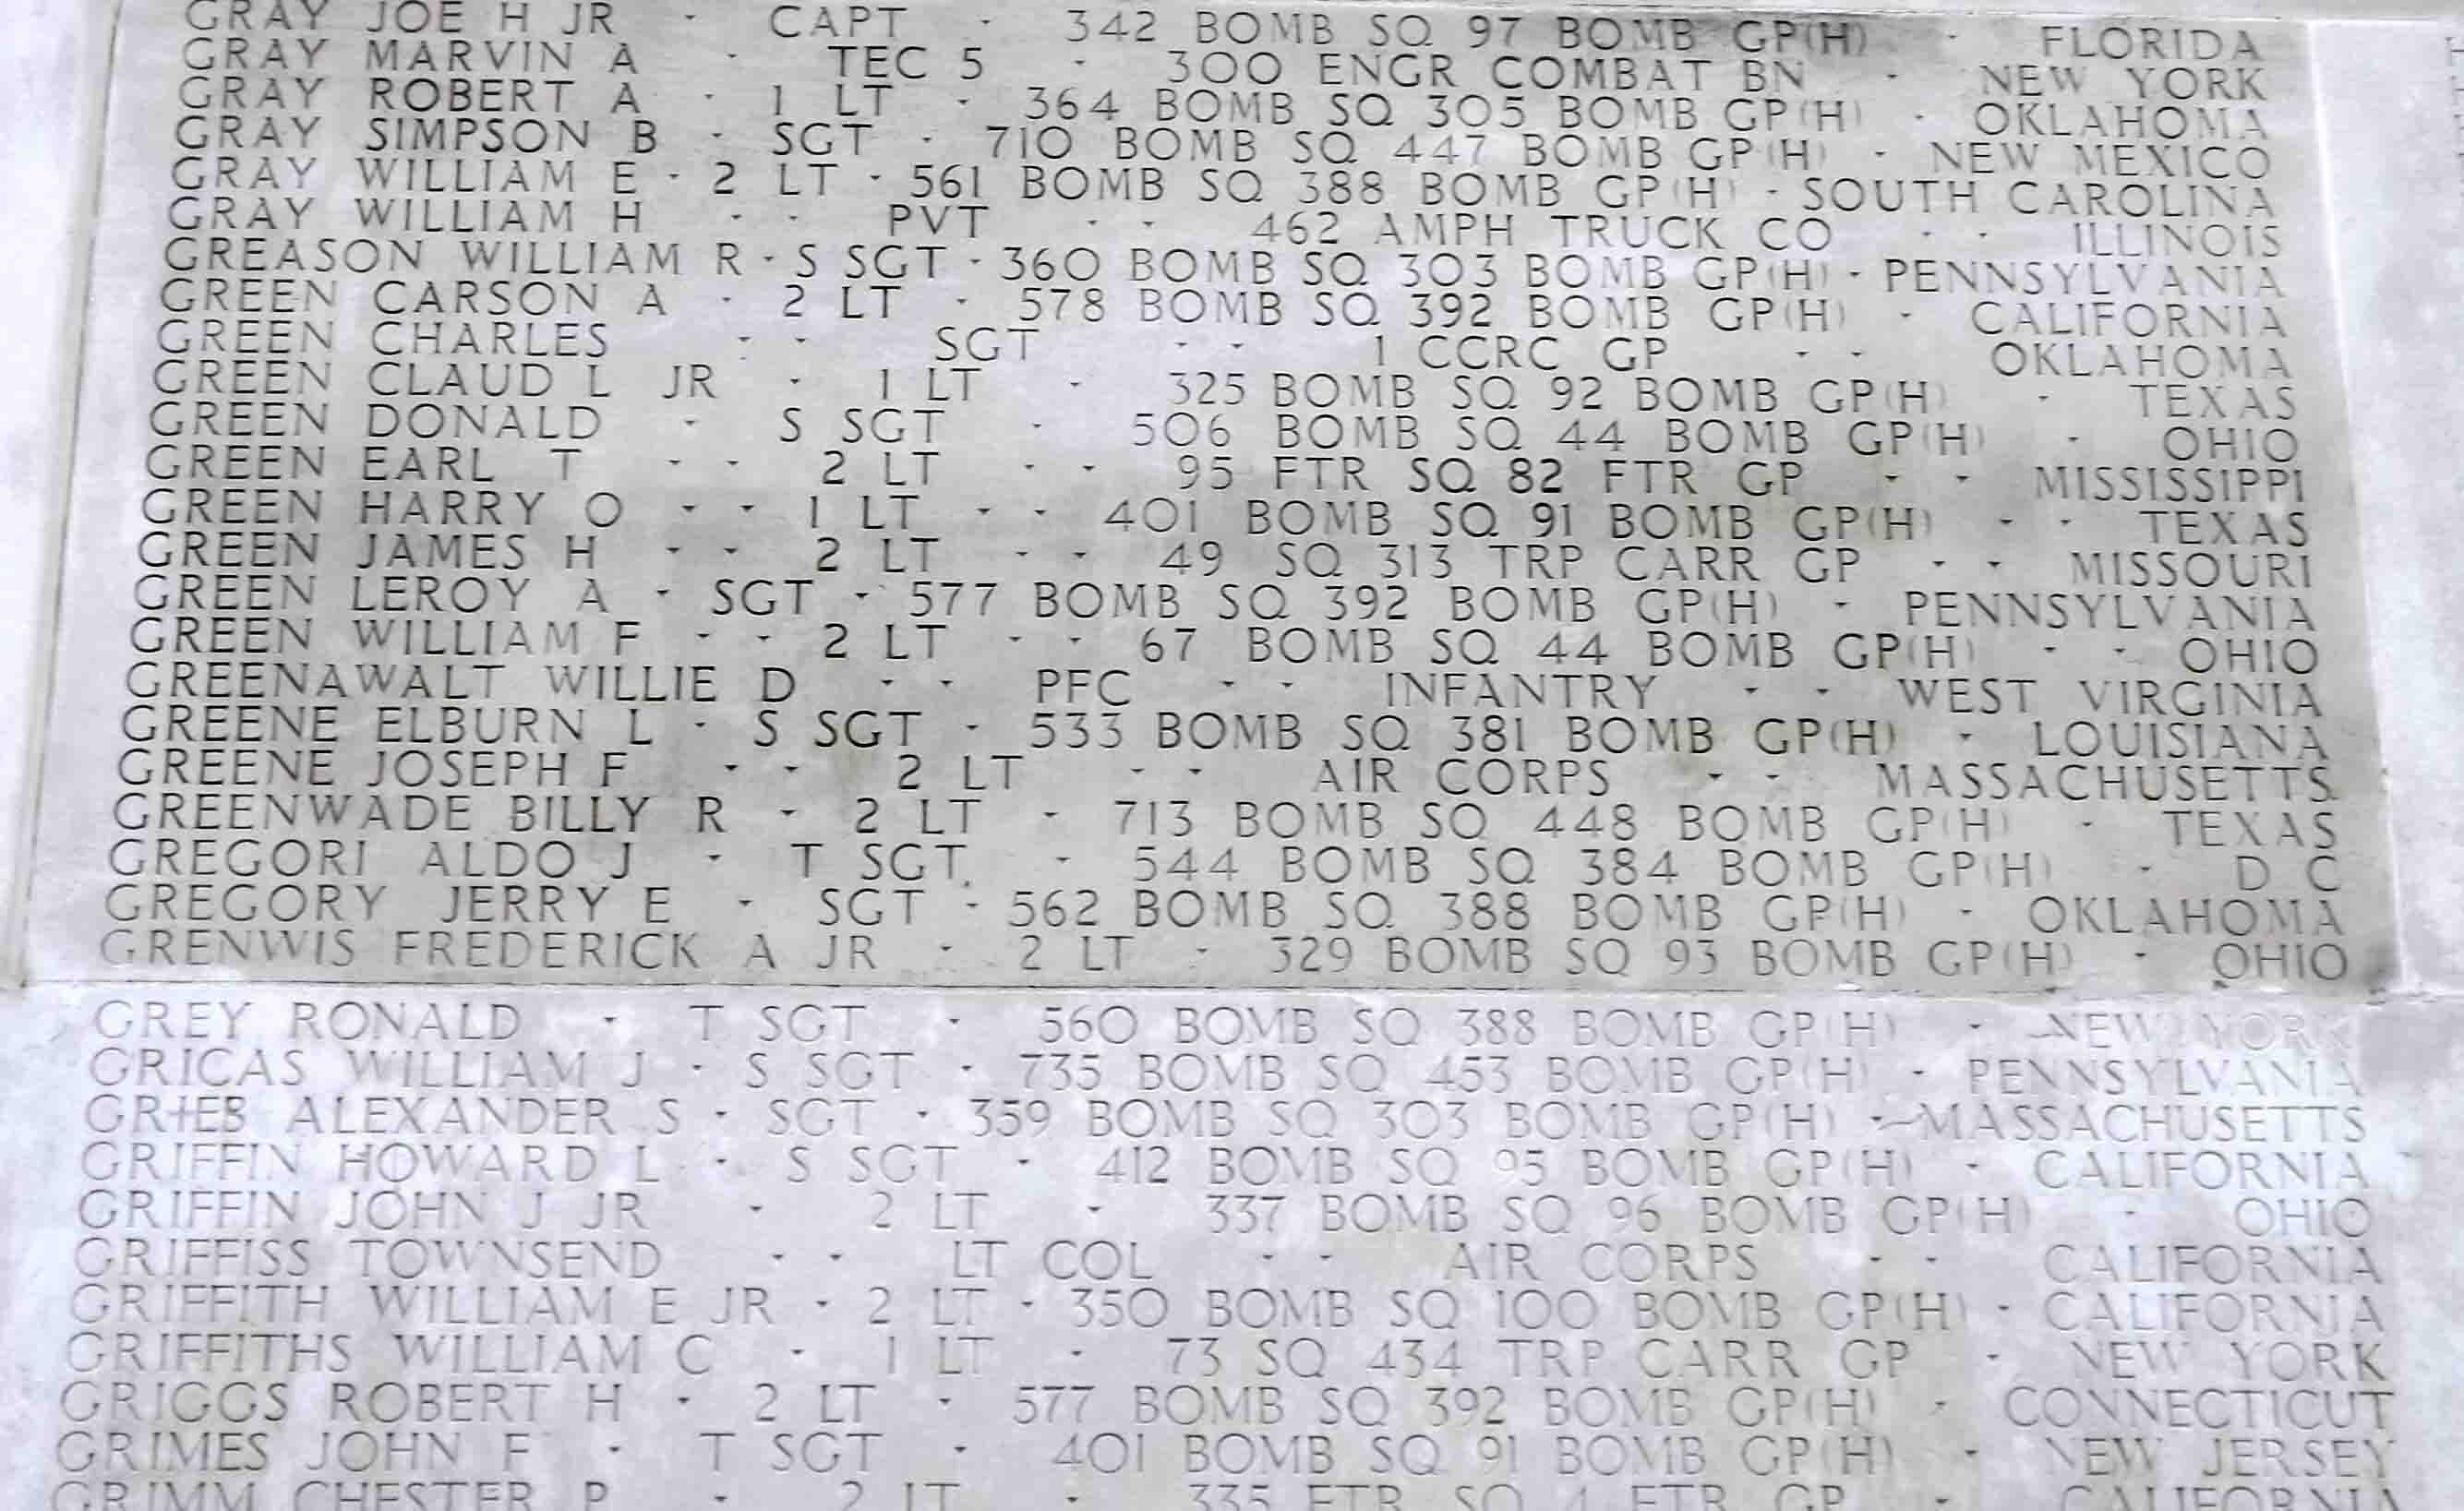 GRAY JOE H JR · CAPT · 342 BOMB SQ 97 BOMB GP(H) · FLORIDA
GRAY MARVIN A · TEC 5 · 300 ENGR COMBAT BN · NEW YORK
GRAY ROBERT A · 1 LT · 364 BOMB SQ 305 BOMB GP(H) · OKLAHOMA
GRAY SIMPSON B · SGT · 710 BOMB SQ 447 BOMB GP(H) · NEW MEXICO
GRAY WILLIAM E · 2 LT · 561 BOMB SQ 388 BOMB GP(H) · SOUTH CAROLINA
GRAY WILLIAM H · · PVT · · 462 AMPH TRUCK CO · · ILLINOIS
GREASON WILLIAM R · S SGT · 360 BOMB SQ 303 BOMB GP(H) · PENNSYLVANIA
GREEN CARSON A · 2 LT · 578 BOMB SQ 392 BOMB GP(H) · CALIFORNIA
GREEN CHARLES · · SGT · · 1 CCRC GP · · OKLAHOMA
GREEN CLAUD L JR · 1 LT · 325 BOMB SQ 92 BOMB GP(H) · TEXAS
GREEN DONALD · S SGT · 506 BOMB SQ 44 BOMB GP(H) · OHIO
GREEN EARL T · · 2 LT · · 95 FTR SQ 82 FTR GP · · MISSISSIPPI
GREEN HARRY O · · 1 LT · · 401 BOMB SQ 91 BOMB GP(H) · · TEXAS
GREEN JAMES H · · 2 LT · · 49 SQ 313 TRP CARR GP · · MISSOURI
GREEN LEROY A · SGT · 577 BOMB SQ 392 BOMB GP(H) · PENNSYLVANIA
GREEN WILLIAM F · · 2 LT · · 67 BOMB SQ 44 BOMB GP(H) · · OHIO
GREENAWALT WILLIE D · · PFC · · INFANTRY · · WEST VIRGINIA
GREENE ELBURN L · S SGT · 533 BOMB SQ 381 BOMB GP(H) · LOUISIANA
GREENE JOSEPH F · · 2 LT · · AIR CORPS · · MASSACHUSETTS
GREENWADE BILLY R · 2 LT · 713 BOMB SQ 448 BOMB GP(H) · TEXAS
GREGORI ALDO J · T SGT · 544 BOMB SQ 384 BOMB GP(H) · D C
GREGORY JERRY E · SGT · 562 BOMB SQ 388 BOMB GP(H) · OKLAHOMA
GRENWIS FREDERICK A JR · 2 LT · 329 BOMB SQ 93 BOMB GP(H) · OHIO
GREY RONALD · T SGT · 560 BOMB SQ 388 BOMB GP(H) · NEW YORK
GRICAS WILLIAM J · S SGT · 735 BOMB SQ 453 BOMB GP(H) · PENNSYLVANIA
GRIEB ALEXANDER S · SGT · 359 BOMB SQ 303 BOMB GP(H) · MASSACHUSETTS
GRIFFIN HOWARD L · S SGT · 412 BOMB SQ 95 BOMB GP(H) · CALIFORNIA
GRIFFIN JOHN J JR · 2 LT · 337 BOMB SQ 96 BOMB GP(H) · OHIO
GRIFFISS TOWNSEND · · LT COL · · AIR CORPS · · CALIFORNIA
GRIFFITH WILLIAM E JR · 2 LT · 350 BOMB SQ 100 BOMB GP(H) · CALIFORNIA
GRIFFITHS WILLIAM C · 1 LT · 73 SQ 434 TRP CARR GP · NEW YORK
GRIGGS ROBERT H · 2 LT · 577 BOMB SQ 392 BOMB GP(H) · CONNECTICUT
GRIMES JOHN F · T SGT · 401 BOMB SQ 91 BOMB GP(H) · NEW JERSEY
GRIMM CHESTER P · 2 LT · 335 FTR SQ 4 FTR GP · CALIFORNIA